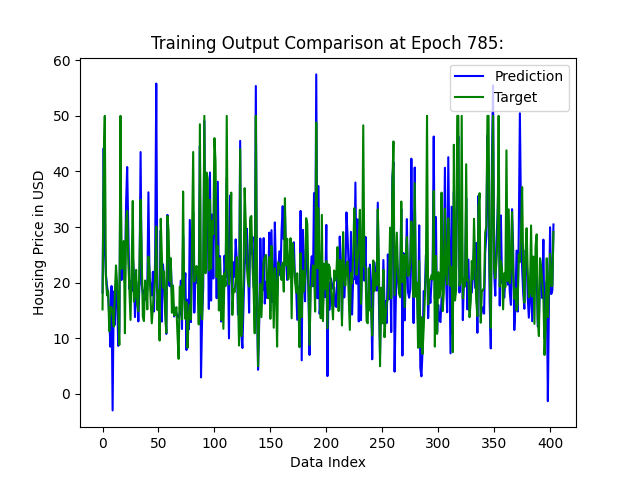 Training Output Comparison at Epoch 785:
Prediction
Target
Housing Price in USD
60
50
40
30
20
10
0
0 50 100 150 200 250 300 350 400
Data Index